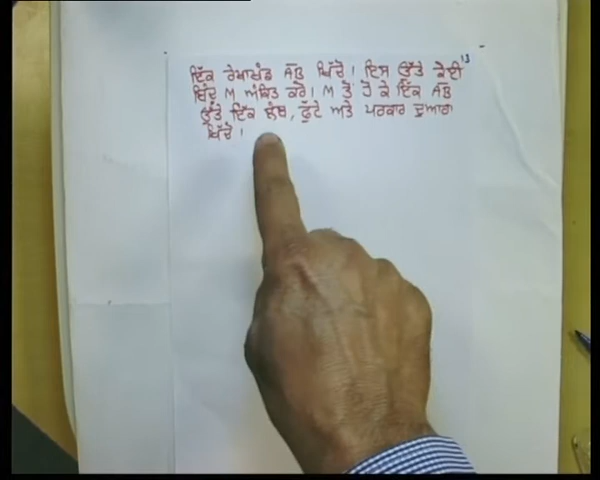 ਇੱਕ ਰੇਖਾਖੰਡ AB ਖਿੱਚੋ। ਇਸ ਉੱਤੇ ਕੋਈ
ਬਿੰਦੂ M ਅੰਕਿਤ ਕਰੋ। M ਤੋਂ ਹੋ ਕੇ ਇੱਕ AB
ਉੱਤੇ ਇੱਕ ਲੰਬ, ਫੁੱਟੇ ਅਤੇ ਪਰਕਾਰ ਦੁਆਰਾ
ਖਿੱਚੋ।